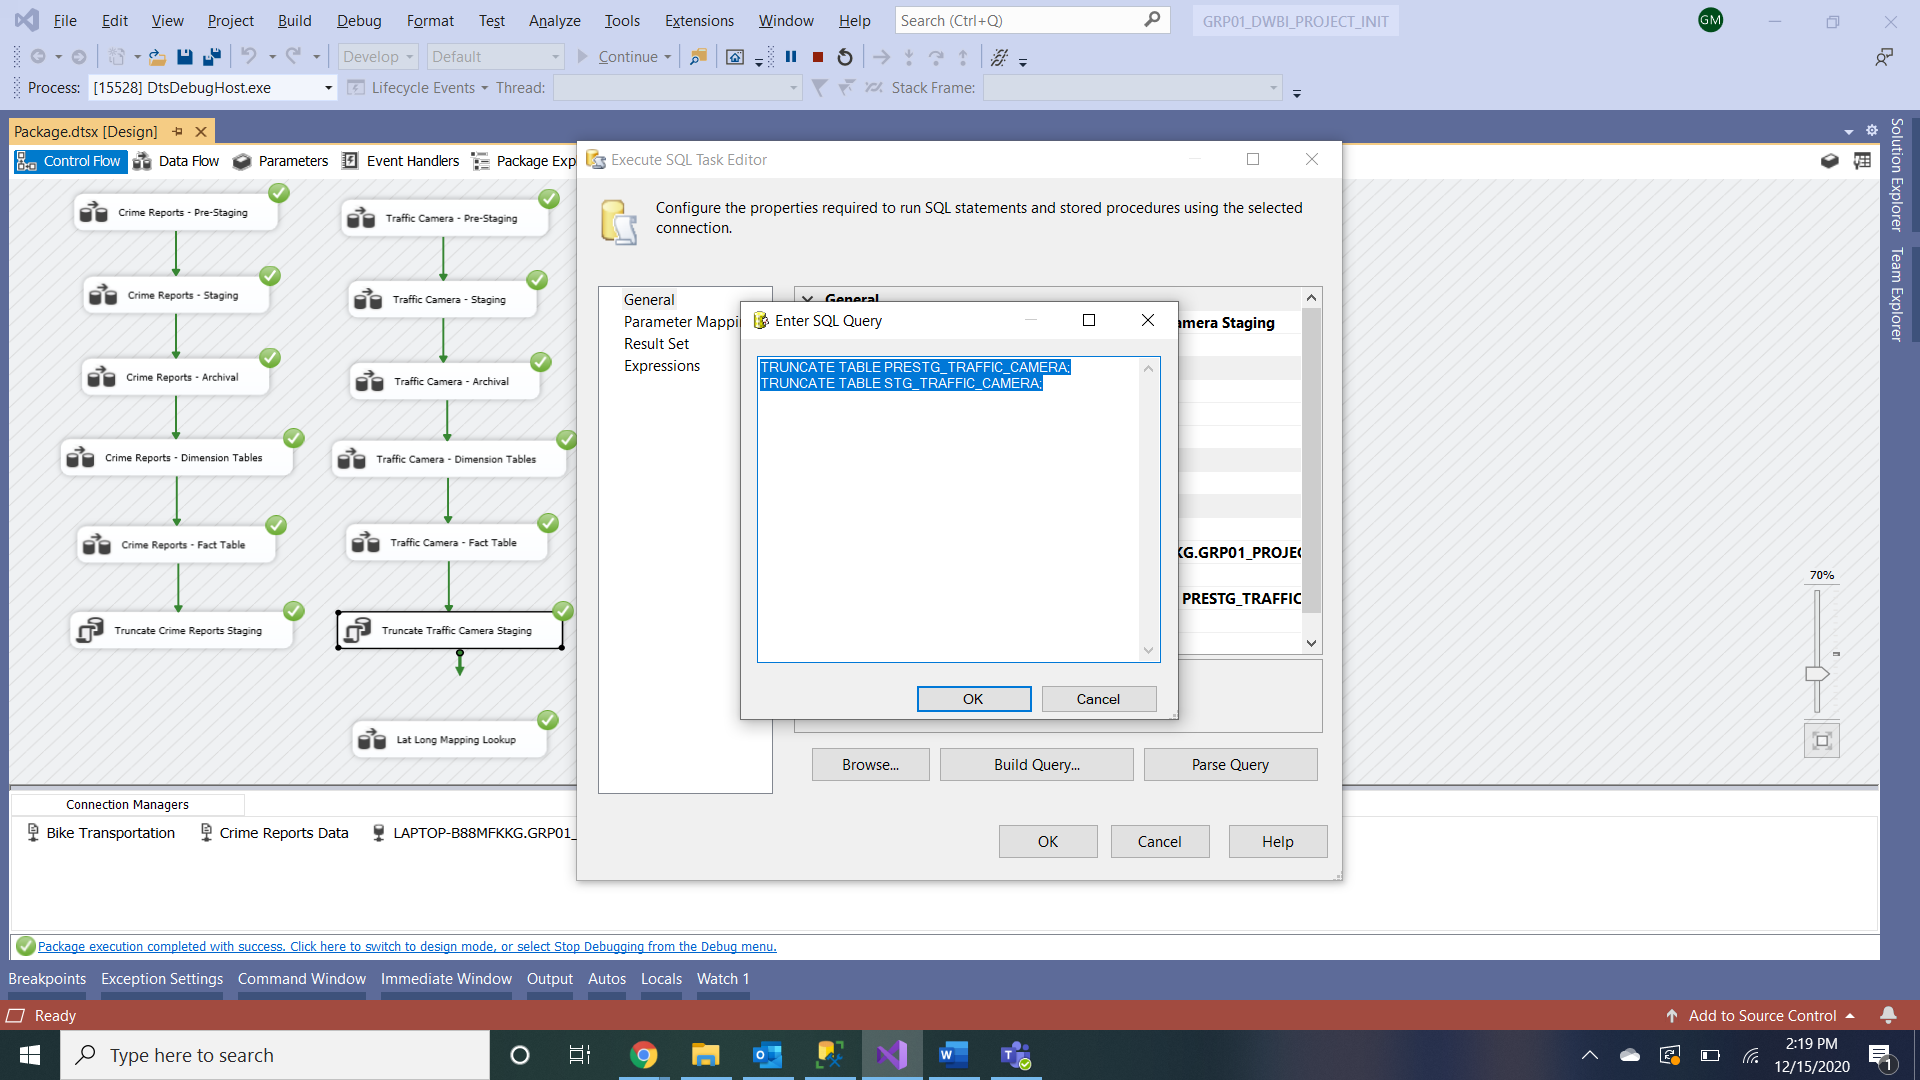 File Edit View Project Build Debug Format Test Analyze Tools Extensions Window Help Search (Ctrl+Q) GRP01_DWBI_PROJECT_INIT GM
Develop Default Continue
Process: [15528] DtsDebugHost.exe Lifecycle Events Thread: Stack Frame:
Package.dtsx [Design]
Control Flow Data Flow Parameters Event Handlers Package Exp
Solution Explorer
Team Explorer
Crime Reports - Pre-Staging
Crime Reports - Staging
Crime Reports - Archival
Crime Reports - Dimension Tables
Crime Reports - Fact Table
Truncate Crime Reports Staging
Traffic Camera - Pre-Staging
Traffic Camera - Staging
Traffic Camera - Archival
Traffic Camera - Dimension Tables
Traffic Camera - Fact Table
Truncate Traffic Camera Staging
Lat Long Mapping Lookup
Execute SQL Task Editor
Configure the properties required to run SQL statements and stored procedures using the selected
connection.
General
Parameter Mappi
Result Set
Expressions
General
amera Staging
KG.GRP01_PROJEC
PRESTG_TRAFFIC
Enter SQL Query
TRUNCATE TABLE PRESTG_TRAFFIC_CAMERA;
TRUNCATE TABLE STG_TRAFFIC_CAMERA;
OK Cancel
Browse... Build Query... Parse Query
OK Cancel Help
70%
Connection Managers
Bike Transportation Crime Reports Data LAPTOP-B88MFKKG.GRP01_
Package execution completed with success. Click here to switch to design mode, or select Stop Debugging from the Debug menu.
Breakpoints Exception Settings Command Window Immediate Window Output Autos Locals Watch 1
Ready Add to Source Control
Type here to search
2:19 PM
12/15/2020
1